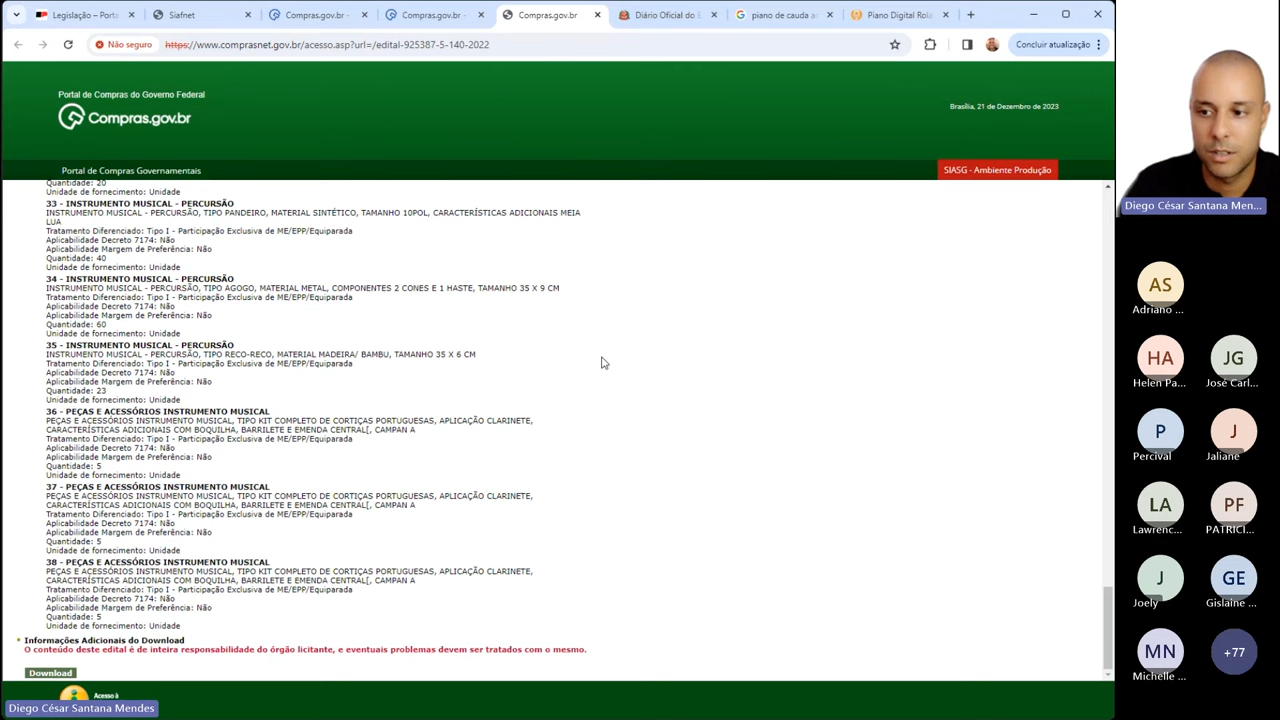 Legislação – Porta
Siafnet
Compras.gov.br -
Compras.gov.br -
Compras.gov.br
Diário Oficial do E
piano de cauda ac
Piano Digital Rola
Não seguro
https://www.comprasnet.gov.br/acesso.asp?url=/edital-925387-5-140-2022
Concluir atualização
Portal de Compras do Governo Federal
Compras.gov.br
Brasília, 21 de Dezembro de 2023
Portal de Compras Governamentais
SIASG - Ambiente Produção
Quantidade: 20
Unidade de fornecimento: Unidade
33 - INSTRUMENTO MUSICAL - PERCURSÃO
INSTRUMENTO MUSICAL - PERCURSÃO, TIPO PANDEIRO, MATERIAL SINTÉTICO, TAMANHO 10POL, CARACTERÍSTICAS ADICIONAIS MEIA
LUA
Tratamento Diferenciado: Tipo I - Participação Exclusiva de ME/EPP/Equiparada
Aplicabilidade Decreto 7174: Não
Aplicabilidade Margem de Preferência: Não
Quantidade: 40
Unidade de fornecimento: Unidade
34 - INSTRUMENTO MUSICAL - PERCURSÃO
INSTRUMENTO MUSICAL - PERCURSÃO, TIPO AGOGO, MATERIAL METAL, COMPONENTES 2 CONES E 1 HASTE, TAMANHO 35 X 9 CM
Tratamento Diferenciado: Tipo I - Participação Exclusiva de ME/EPP/Equiparada
Aplicabilidade Decreto 7174: Não
Aplicabilidade Margem de Preferência: Não
Quantidade: 60
Unidade de fornecimento: Unidade
35 - INSTRUMENTO MUSICAL - PERCURSÃO
INSTRUMENTO MUSICAL - PERCURSÃO, TIPO RECO-RECO, MATERIAL MADEIRA/ BAMBU, TAMANHO 35 X 6 CM
Tratamento Diferenciado: Tipo I - Participação Exclusiva de ME/EPP/Equiparada
Aplicabilidade Decreto 7174: Não
Aplicabilidade Margem de Preferência: Não
Quantidade: 23
Unidade de fornecimento: Unidade
36 - PEÇAS E ACESSÓRIOS INSTRUMENTO MUSICAL
PEÇAS E ACESSÓRIOS INSTRUMENTO MUSICAL, TIPO KIT COMPLETO DE CORTIÇAS PORTUGUESAS, APLICAÇÃO CLARINETE,
CARACTERÍSTICAS ADICIONAIS COM BOQUILHA, BARRILETE E EMENDA CENTRAL[, CAMPAN A
Tratamento Diferenciado: Tipo I - Participação Exclusiva de ME/EPP/Equiparada
Aplicabilidade Decreto 7174: Não
Aplicabilidade Margem de Preferência: Não
Quantidade: 5
Unidade de fornecimento: Unidade
37 - PEÇAS E ACESSÓRIOS INSTRUMENTO MUSICAL
PEÇAS E ACESSÓRIOS INSTRUMENTO MUSICAL, TIPO KIT COMPLETO DE CORTIÇAS PORTUGUESAS, APLICAÇÃO CLARINETE,
CARACTERÍSTICAS ADICIONAIS COM BOQUILHA, BARRILETE E EMENDA CENTRAL[, CAMPAN A
Tratamento Diferenciado: Tipo I - Participação Exclusiva de ME/EPP/Equiparada
Aplicabilidade Decreto 7174: Não
Aplicabilidade Margem de Preferência: Não
Quantidade: 5
Unidade de fornecimento: Unidade
38 - PEÇAS E ACESSÓRIOS INSTRUMENTO MUSICAL
PEÇAS E ACESSÓRIOS INSTRUMENTO MUSICAL, TIPO KIT COMPLETO DE CORTIÇAS PORTUGUESAS, APLICAÇÃO CLARINETE,
CARACTERÍSTICAS ADICIONAIS COM BOQUILHA, BARRILETE E EMENDA CENTRAL[, CAMPAN A
Tratamento Diferenciado: Tipo I - Participação Exclusiva de ME/EPP/Equiparada
Aplicabilidade Decreto 7174: Não
Aplicabilidade Margem de Preferência: Não
Quantidade: 5
Unidade de fornecimento: Unidade
Informações Adicionais do Download
O conteúdo deste edital é de inteira responsabilidade do órgão licitante, e eventuais problemas devem ser tratados com o mesmo.
Download
Acesso à
Diego César Santana Mendes
Diego César Santana Men...
AS
Adriano ...
HA
Helen Pa...
JG
José Carl...
P
Percival
J
Jaliane
LA
Lawrenc...
PF
PATRICI...
J
Joely
GE
Gislaine ...
MN
Michelle ...
+77